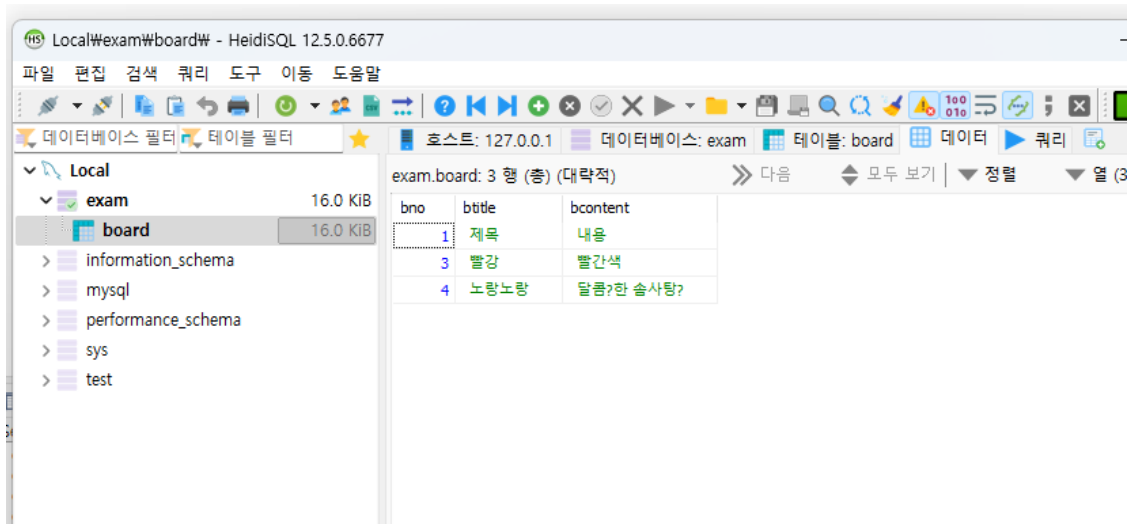 Local₩exam₩board₩ - HeidiSQL 12.5.0.6677
파일 편집 검색 쿼리 도구 이동 도움말
데이터베이스 필터 테이블 필터
호스트: 127.0.0.1 데이터베이스: exam 테이블: board 데이터 쿼리
Local
exam 16.0 KiB
board 16.0 KiB
information_schema
mysql
performance_schema
sys
test
exam.board: 3 행 (총) (대략적) 다음 모두 보기 정렬 열 (3
bno btitle bcontent
1 제목 내용
3 빨강 빨간색
4 노랑노랑 달콤?한 솜사탕?